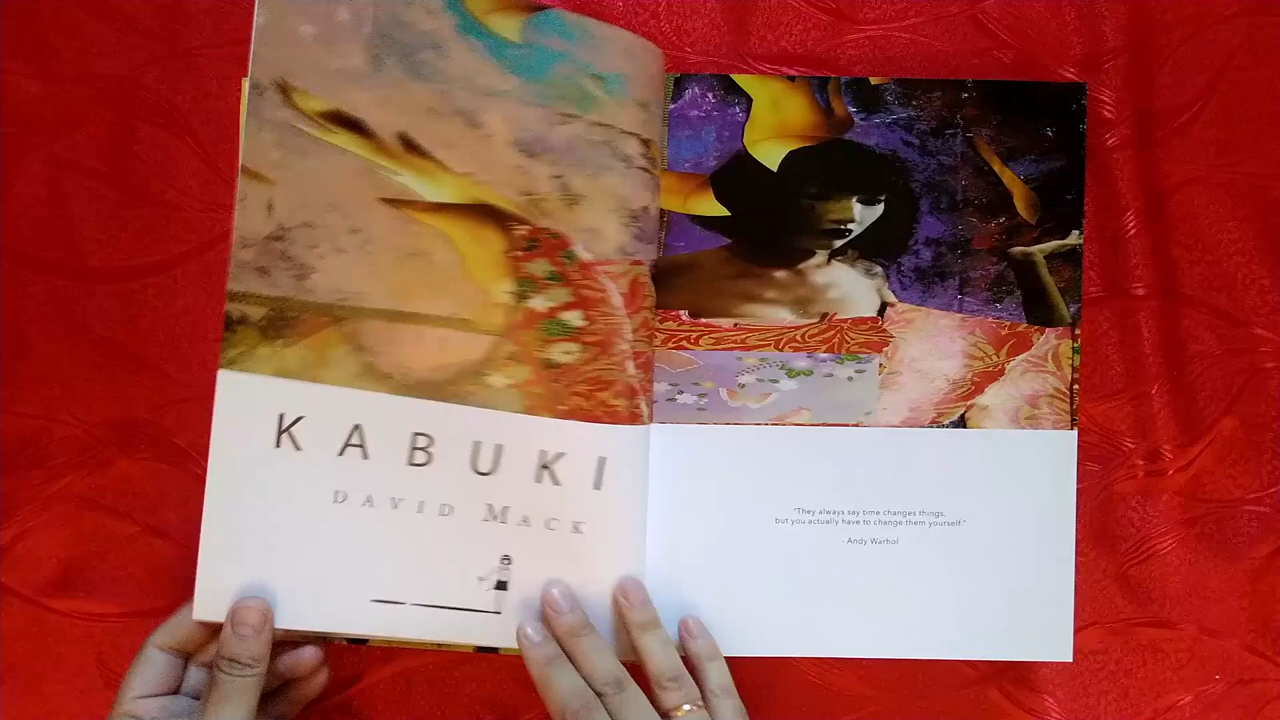 KABUKI
DAVID MACK
"They always say time changes things,
but you actually have to change them yourself."
- Andy Warhol